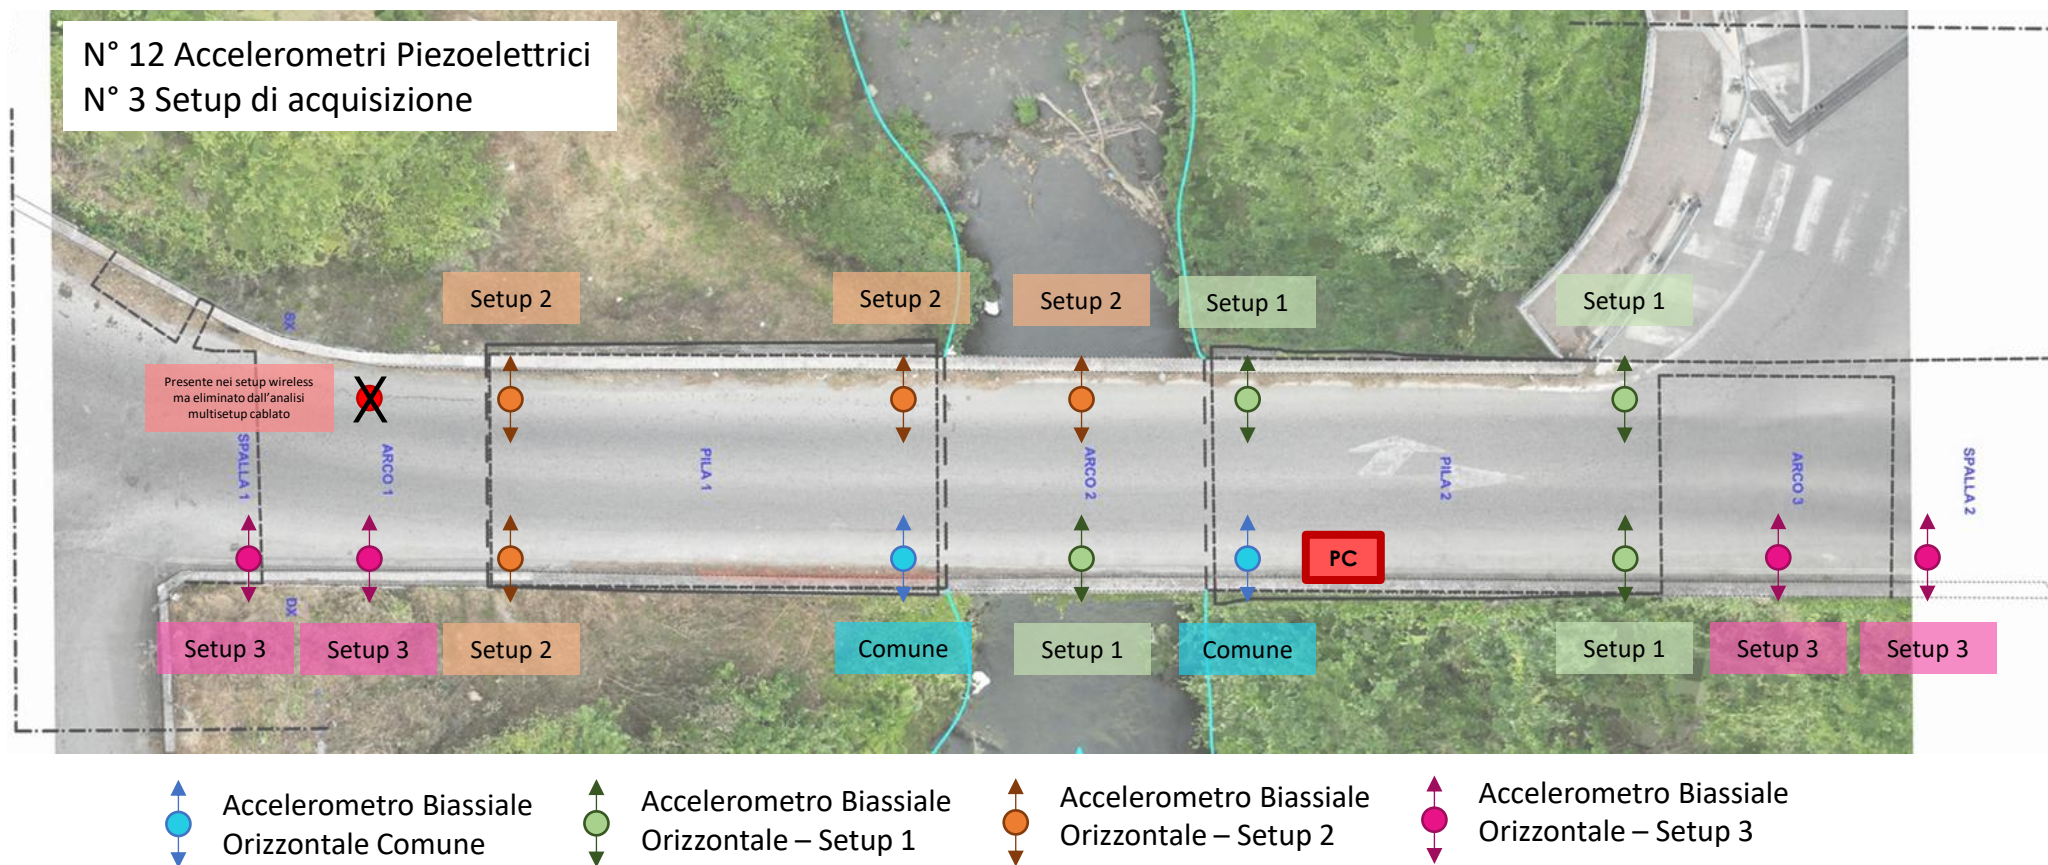 N° 12 Accelerometri Piezoelettrici
N° 3 Setup di acquisizione
Setup 2
Setup 2
Setup 2
Setup 1
Setup 1
SX
Presente nei setup wireless
ma eliminato dall'analisi
multisetup cablato
X
SPALLA 1
ARCO 1
PILA 1
ARCO 2
PILA 2
ARCO 3
SPALLA 2
PC
DX
Setup 3
Setup 3
Setup 2
Comune
Setup 1
Comune
Setup 1
Setup 3
Setup 3
Accelerometro Biassiale
Orizzontale Comune
Accelerometro Biassiale
Orizzontale – Setup 1
Accelerometro Biassiale
Orizzontale – Setup 2
Accelerometro Biassiale
Orizzontale – Setup 3